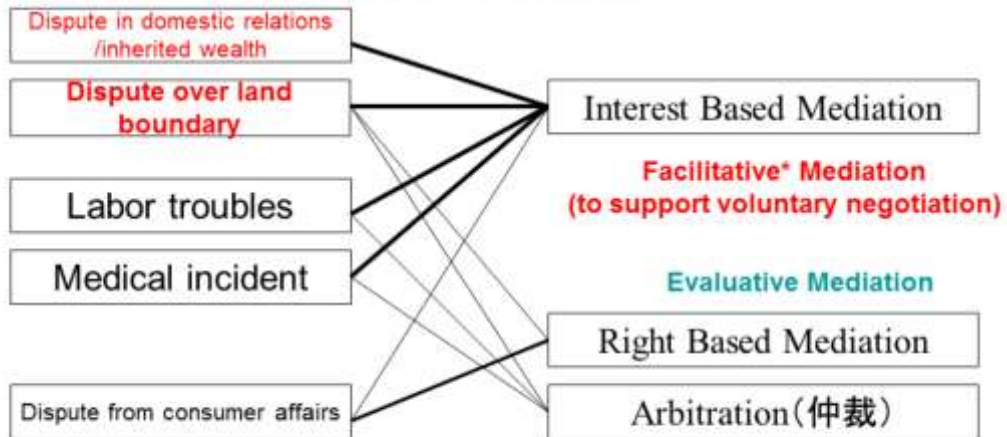 Dispute in domestic relations
/inherited wealth
Dispute over land
boundary
Labor troubles
Medical incident
Dispute from consumer affairs
Interest Based Mediation
Facilitative* Mediation
(to support voluntary negotiation)
Evaluative Mediation
Right Based Mediation
Arbitration（仲裁）